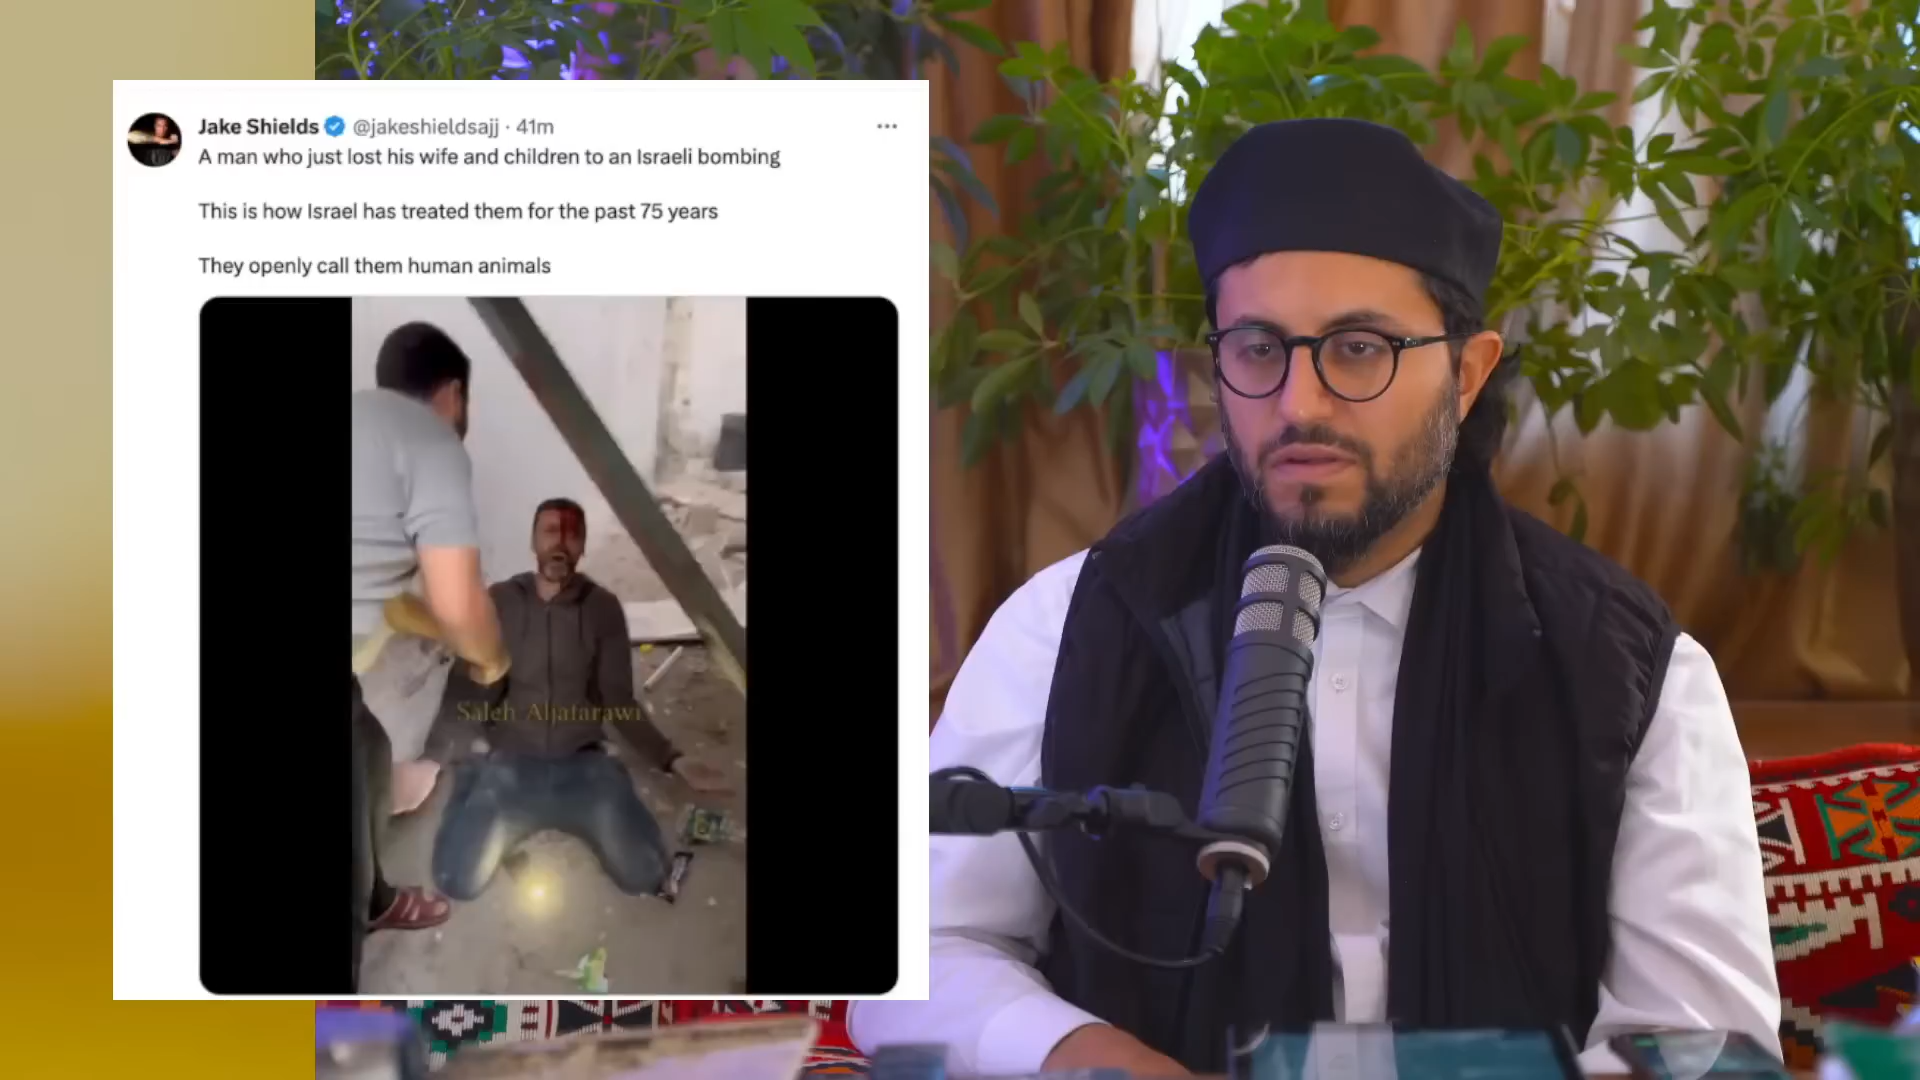 Jake Shields @jakeshieldsajj · 41m
A man who just lost his wife and children to an Israeli bombing
This is how Israel has treated them for the past 75 years
They openly call them human animals
Saleh Aljafarawi